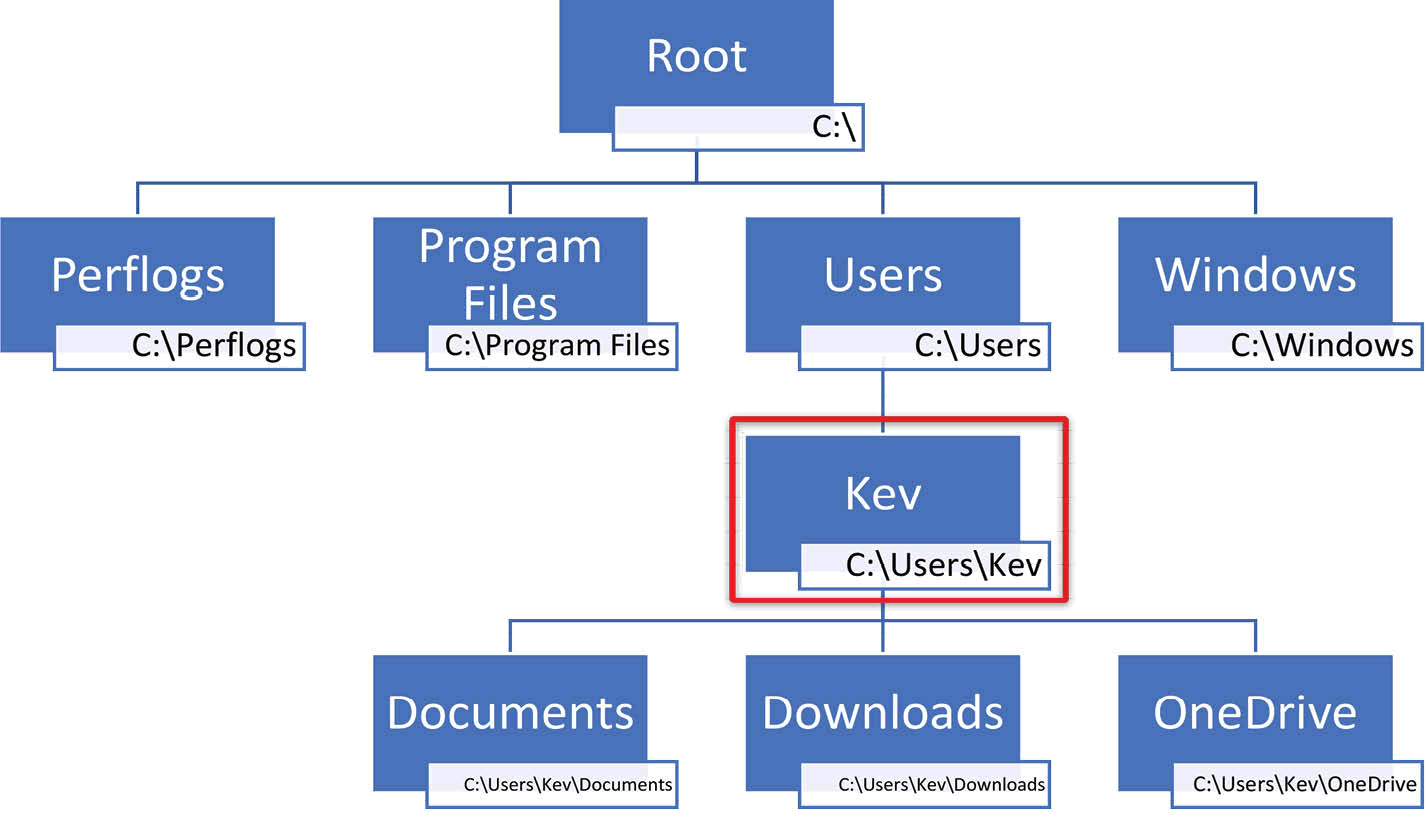 Root
C:\
Perflogs
C:\Perflogs
Program
Files
C:\Program Files
Users
C:\Users
Windows
C:\Windows
Kev
C:\Users\Kev
Documents
C:\Users\Kev\Documents
Downloads
C:\Users\Kev\Downloads
OneDrive
C:\Users\Kev\OneDrive